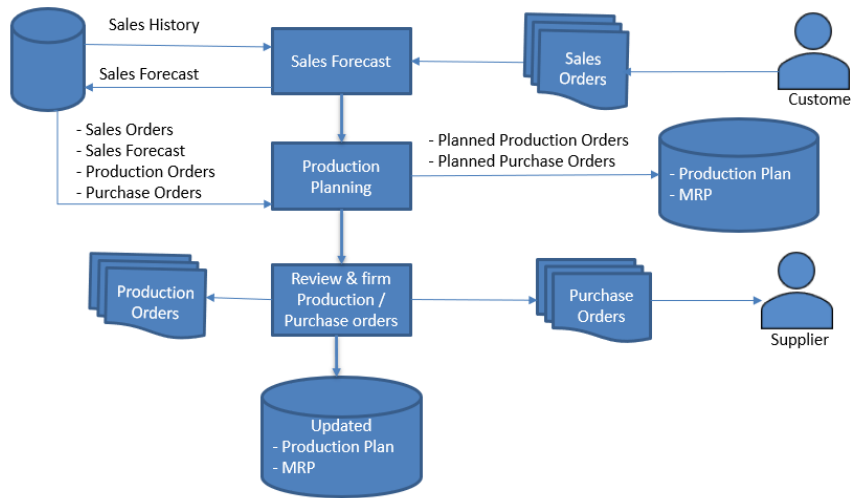 Sales History
Sales Forecast
Sales Forecast
Sales
Orders
Custome
- Sales Orders
- Sales Forecast
- Production Orders
- Purchase Orders
Production
Planning
- Planned Production Orders
- Planned Purchase Orders
- Production Plan
- MRP
Production
Orders
Review & firm
Production /
Purchase orders
Purchase
Orders
Supplier
Updated
- Production Plan
- MRP